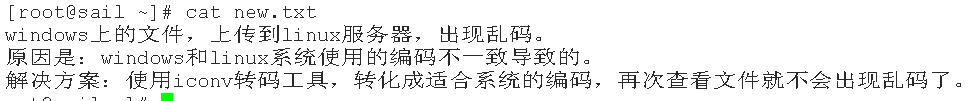 [root@sail ~]# cat new.txt
windows上的文件，上传到linux服务器，出现乱码。
原因是：windows和linux系统使用的编码不一致导致的。
解决方案：使用iconv转码工具，转化成适合系统的编码，再次查看文件就不会出现乱码了。